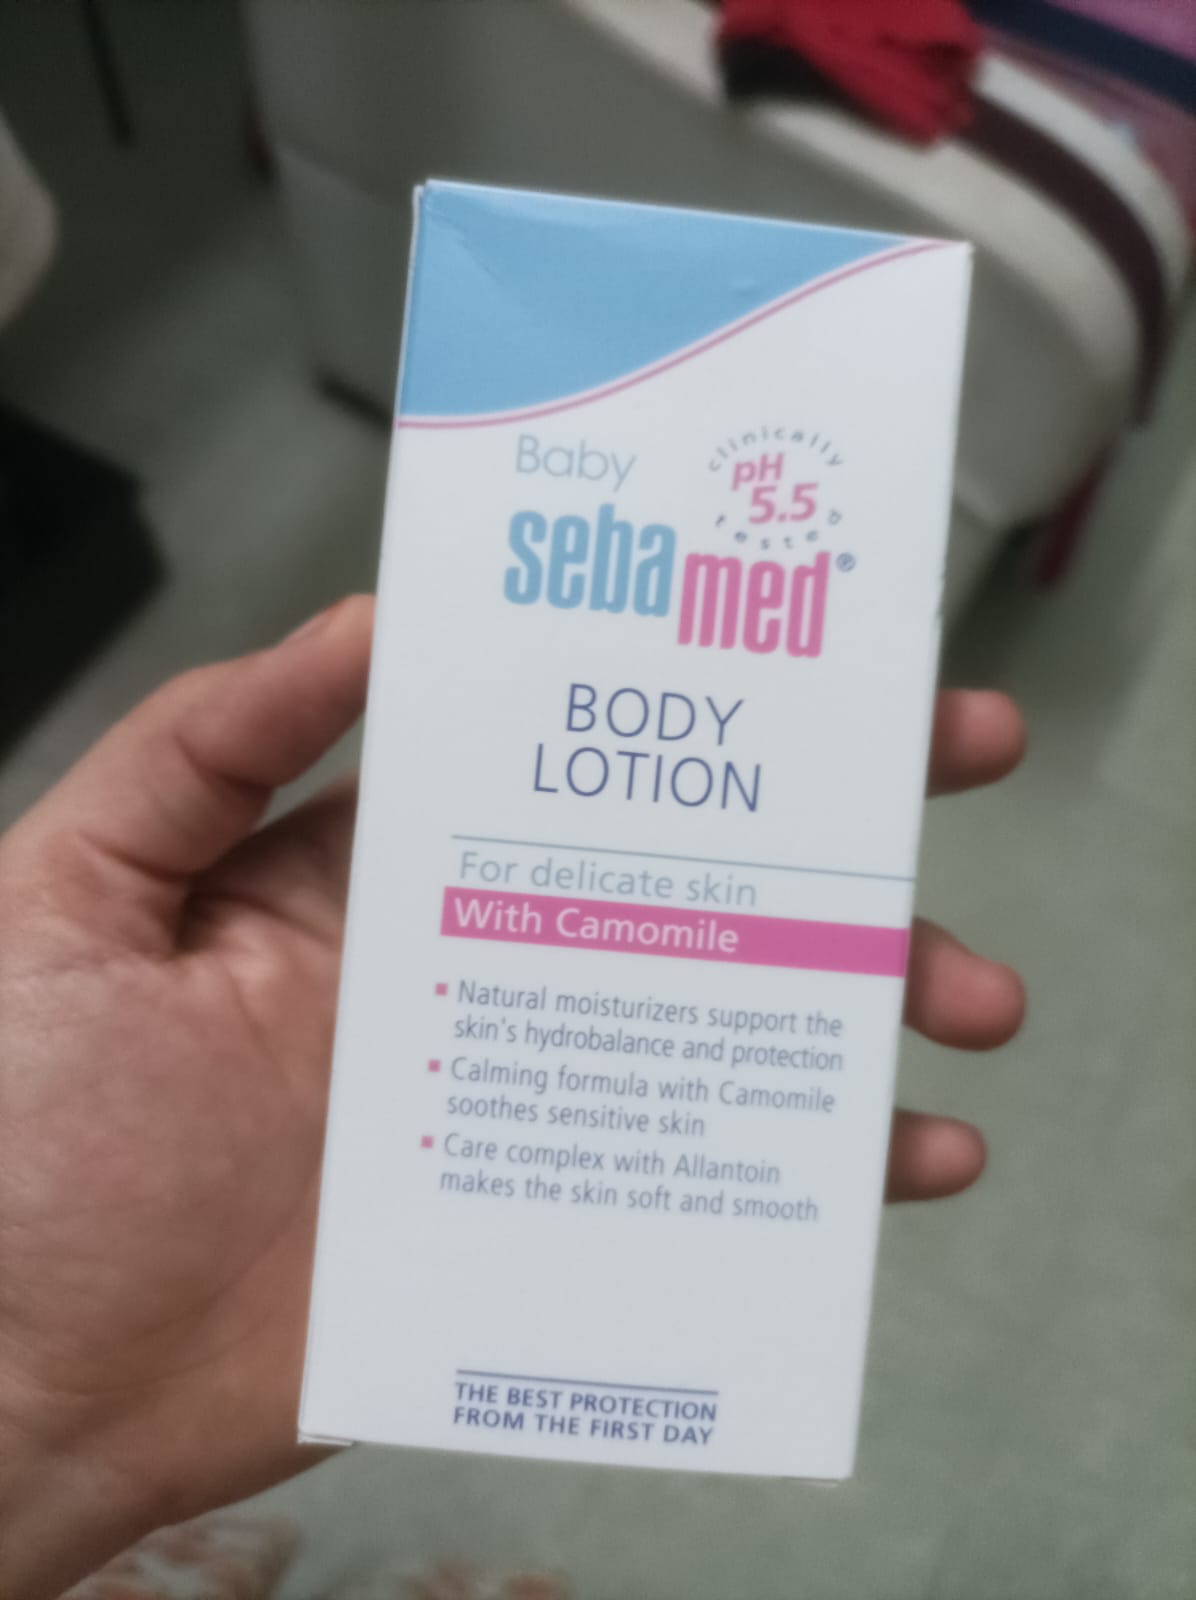 Baby
clinically
pH
5.5
tested
sebamed®
BODY
LOTION
For delicate skin
With Camomile
▪ Natural moisturizers support the
skin's hydrobalance and protection
▪ Calming formula with Camomile
soothes sensitive skin
▪ Care complex with Allantoin
makes the skin soft and smooth
THE BEST PROTECTION
FROM THE FIRST DAY